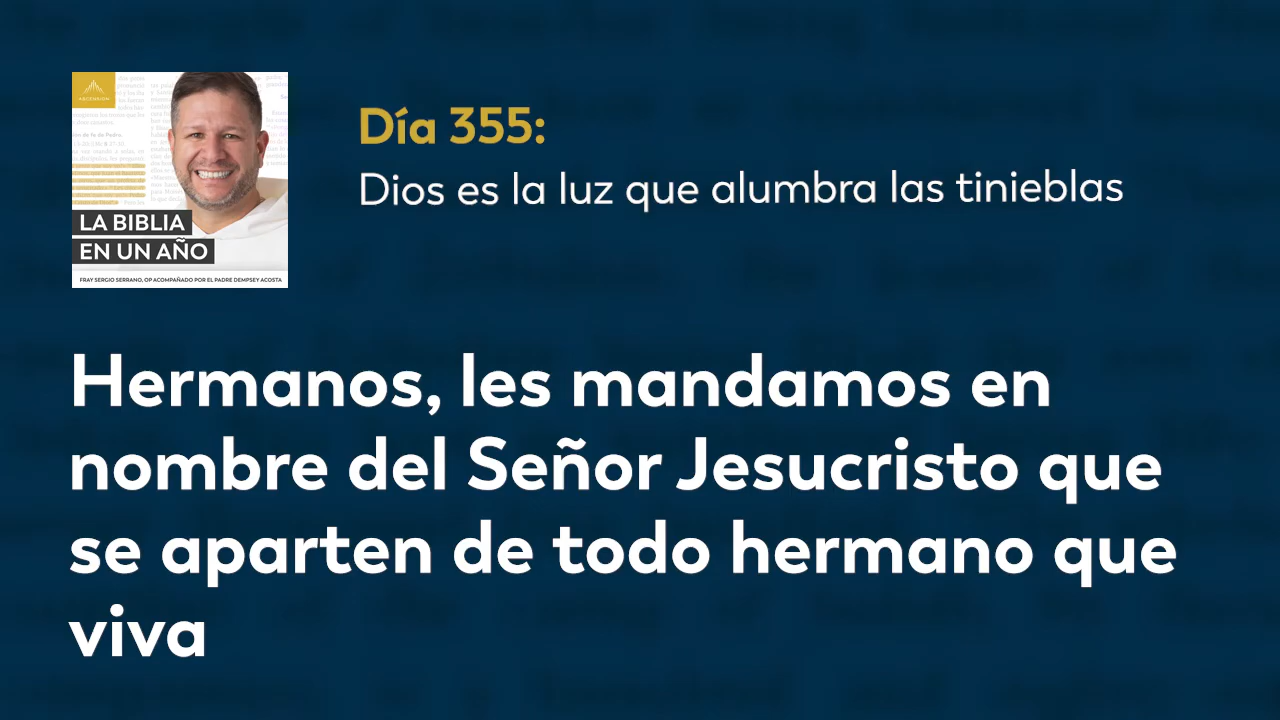 ASCENSION
LA BIBLIA
EN UN AÑO
FRAY SERGIO SERRANO, OP ACOMPAÑADO POR EL PADRE DEMPSEY ACOSTA
Día 355:
Dios es la luz que alumbra las tinieblas
Hermanos, les mandamos en
nombre del Señor Jesucristo que
se aparten de todo hermano que
viva